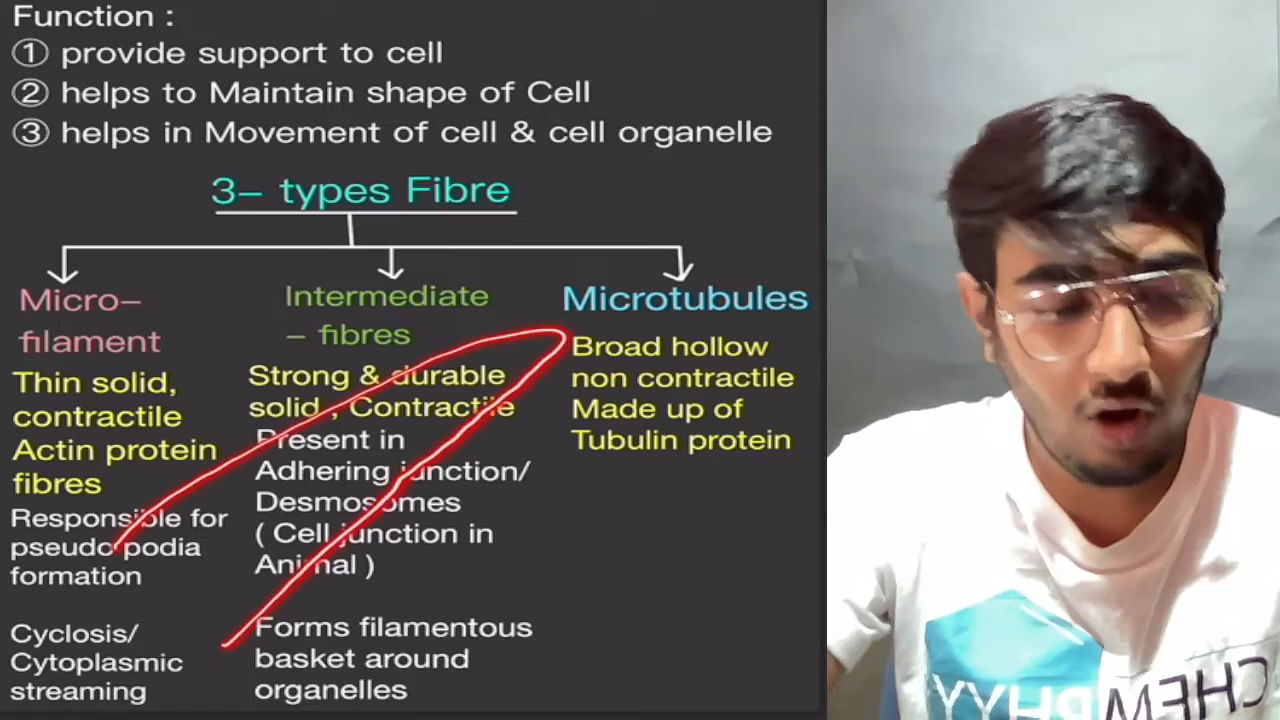 Function :
① provide support to cell
② helps to Maintain shape of Cell
③ helps in Movement of cell & cell organelle
3– types Fibre
Micro–
filament
Thin solid,
contractile
Actin protein
fibres
Responsible for
pseudo podia
formation
Cyclosis/
Cytoplasmic
streaming
Intermediate
– fibres
Strong & durable
solid , Contractile
Present in
Adhering junction/
Desmosomes
( Cell junction in
Animal )
Forms filamentous
basket around
organelles
Microtubules
Broad hollow
non contractile
Made up of
Tubulin protein